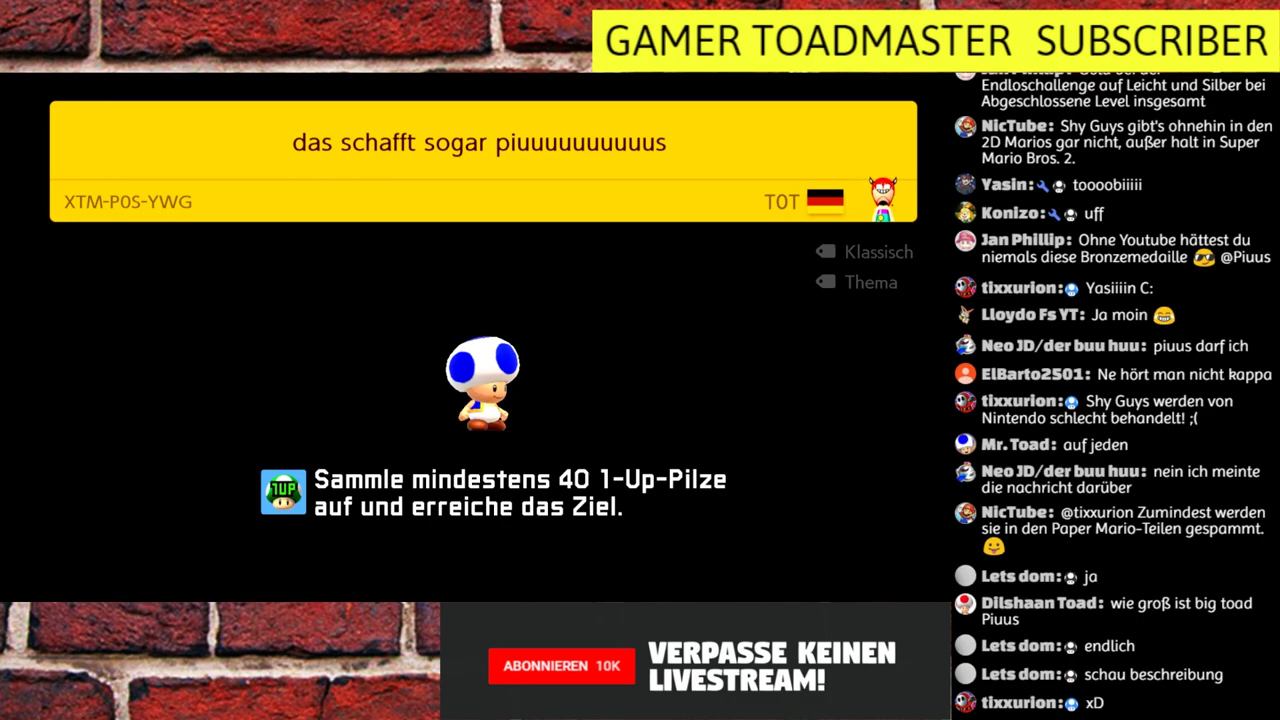 GAMER TOADMASTER SUBSCRIBER
das schafft sogar piuuuuuuuuuus
XTM-P0S-YWG
TOT
Klassisch
Thema
1UP
Sammle mindestens 40 1-Up-Pilze
auf und erreiche das Ziel.
ABONNIEREN 10K
VERPASSE KEINEN
LIVESTREAM!
Endloschallenge auf Leicht und Silber bei
Abgeschlossene Level insgesamt
NicTube: Shy Guys gibt's ohnehin in den
2D Marios gar nicht, außer halt in Super
Mario Bros. 2.
Yasin: toooobiiiii
Konizo: uff
Jan Phillip: Ohne Youtube hättest du
niemals diese Bronzemedaille 😎 @Piuus
tixxurion: Yasiiiin C:
Lloydo Fs YT: Ja moin 😂
Neo JD/der buu huu: piuus darf ich
ElBarto2501: Ne hört man nicht kappa
tixxurion: Shy Guys werden von
Nintendo schlecht behandelt! ;(
Mr. Toad: auf jeden
Neo JD/der buu huu: nein ich meinte
die nachricht darüber
NicTube: @tixxurion Zumindest werden
sie in den Paper Mario-Teilen gespammt.
😛
Lets dom: ja
Dilshaan Toad: wie groß ist big toad
Piuus
Lets dom: endlich
Lets dom: schau beschreibung
tixxurion: xD